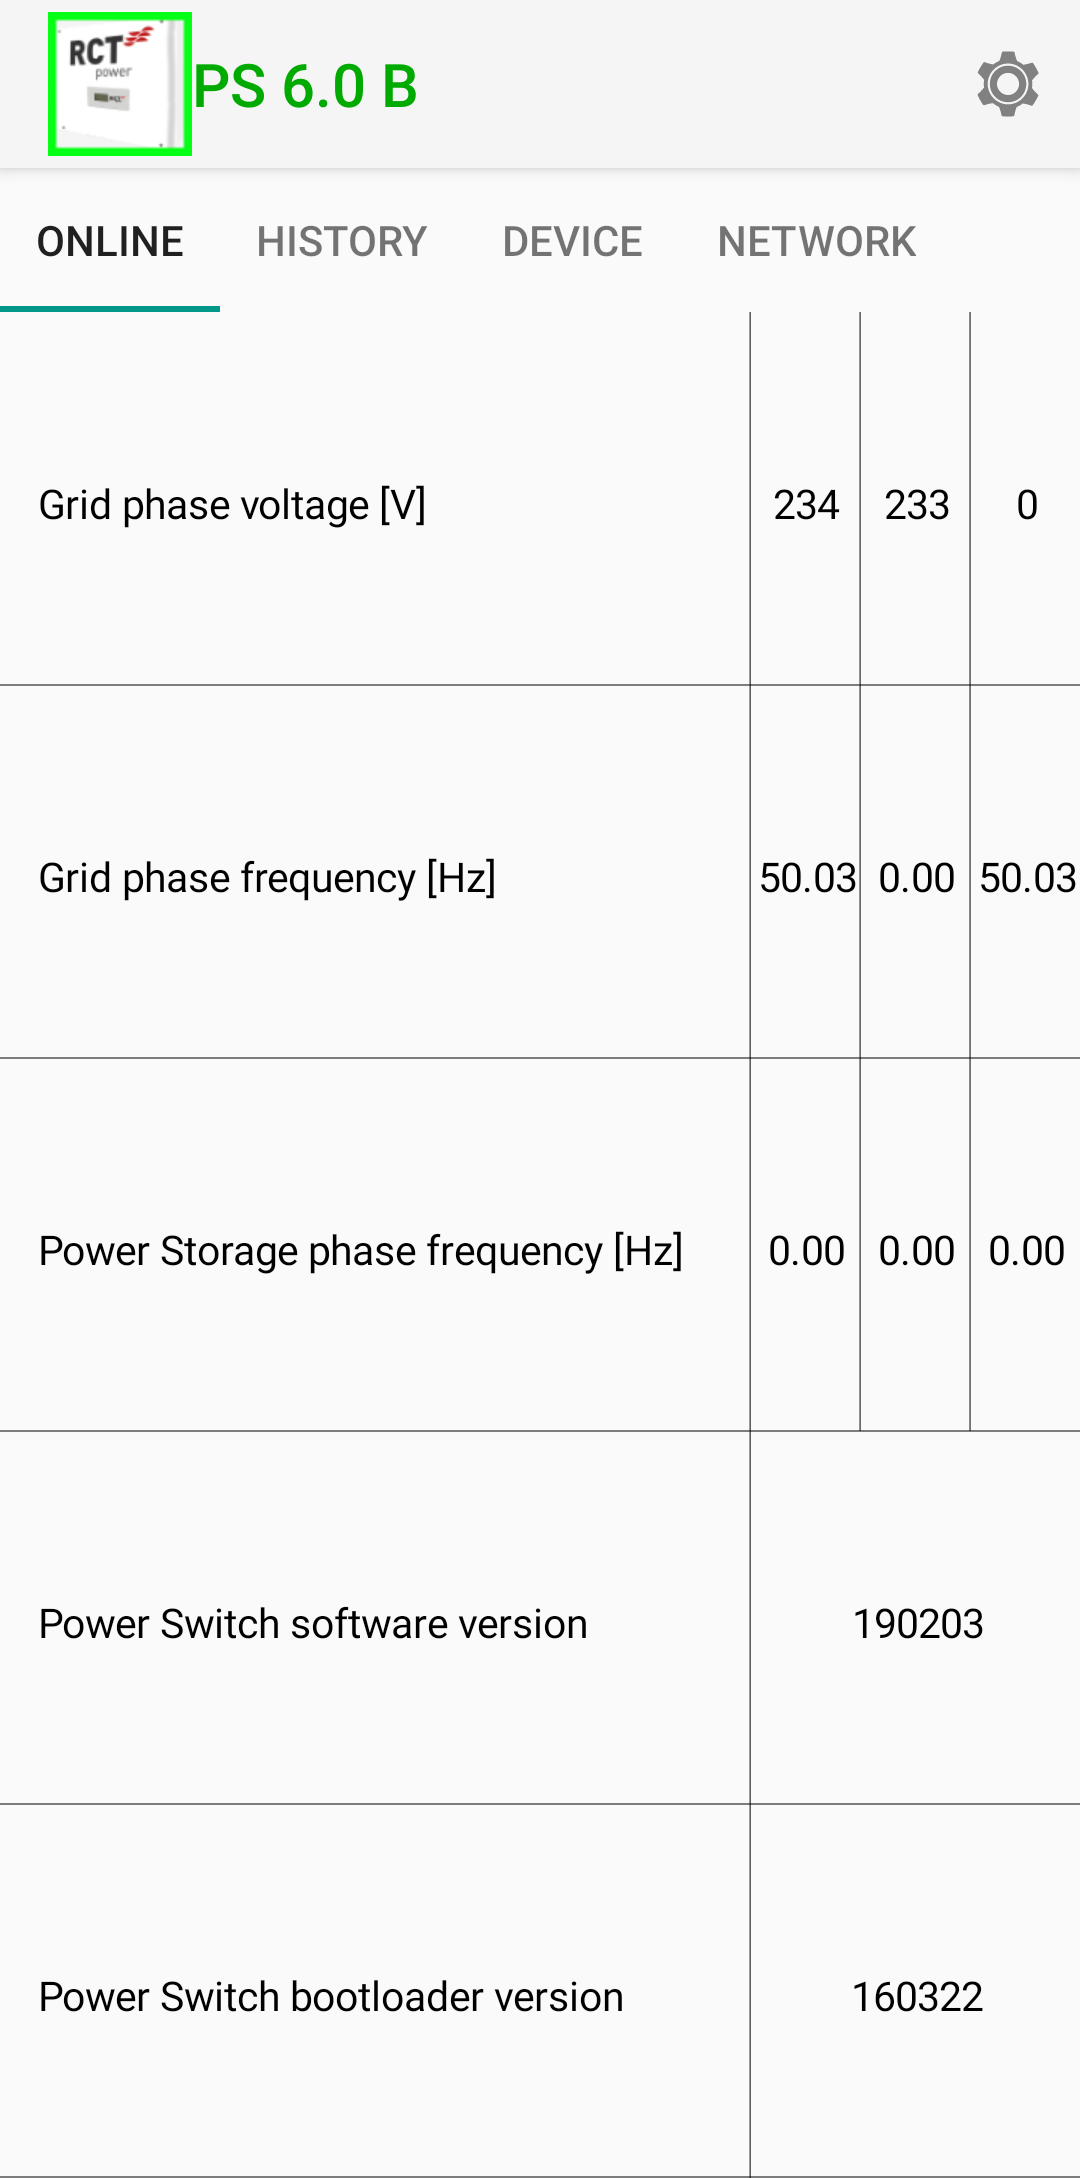 RCT
power
PS 6.0 B
ONLINE HISTORY DEVICE NETWORK
Grid phase voltage [V] 234 233 0
Grid phase frequency [Hz] 50.03 0.00 50.03
Power Storage phase frequency [Hz] 0.00 0.00 0.00
Power Switch software version 190203
Power Switch bootloader version 160322